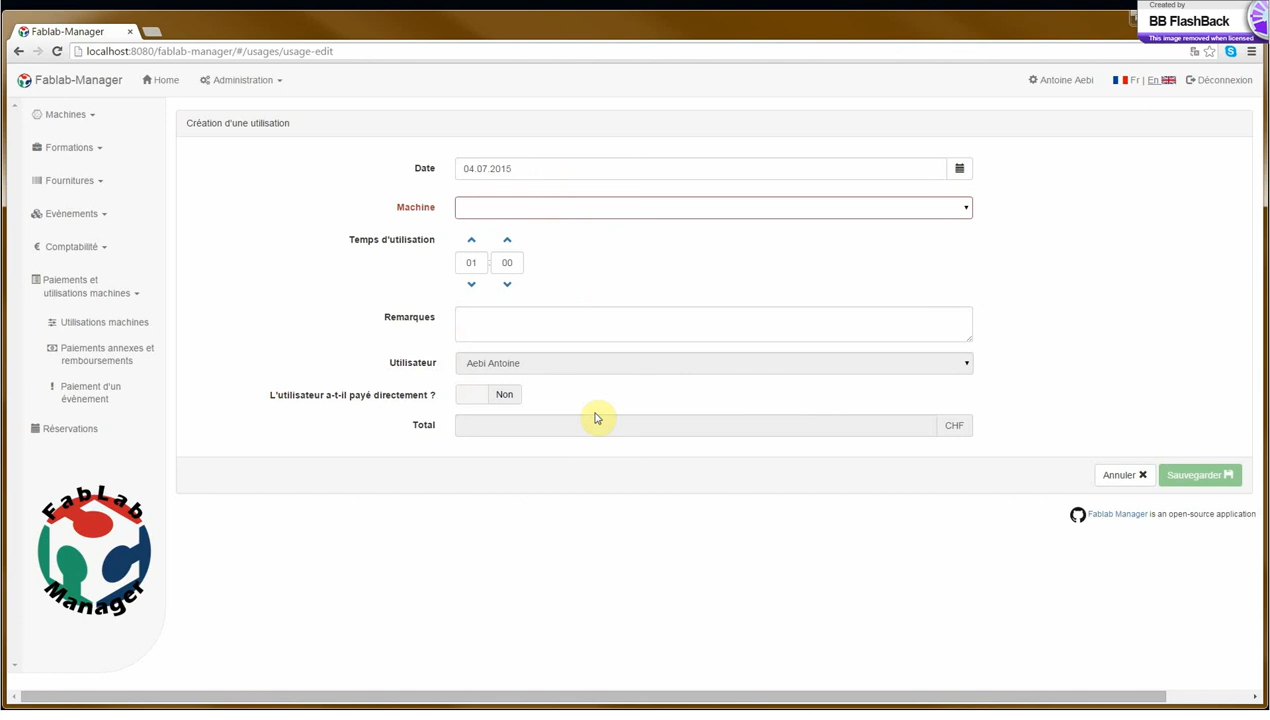 Created by
BB FlashBack
This image removed when licensed
Fablab-Manager ×
localhost:8080/fablab-manager/#/usages/usage-edit
Fablab-Manager
Home
Administration
Antoine Aebi
Fr | En
Déconnexion
Machines
Formations
Fournitures
Evènements
€ Comptabilité
Paiements et
utilisations machines
Utilisations machines
Paiements annexes et
remboursements
! Paiement d'un
évènement
Réservations
FabLab
Manager
Création d'une utilisation
Date 04.07.2015
Machine
Temps d'utilisation
01 : 00
Remarques
Utilisateur Aebi Antoine
L'utilisateur a-t-il payé directement ? Non
Total CHF
Annuler ✖ Sauvegarder
Fablab Manager is an open-source application